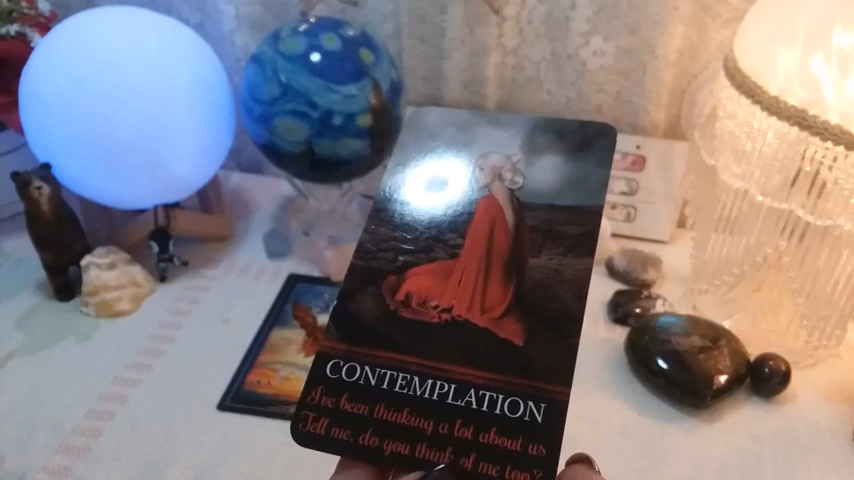 CONTEMPLATION
I've been thinking a lot about us
Tell me, do you think of me too?